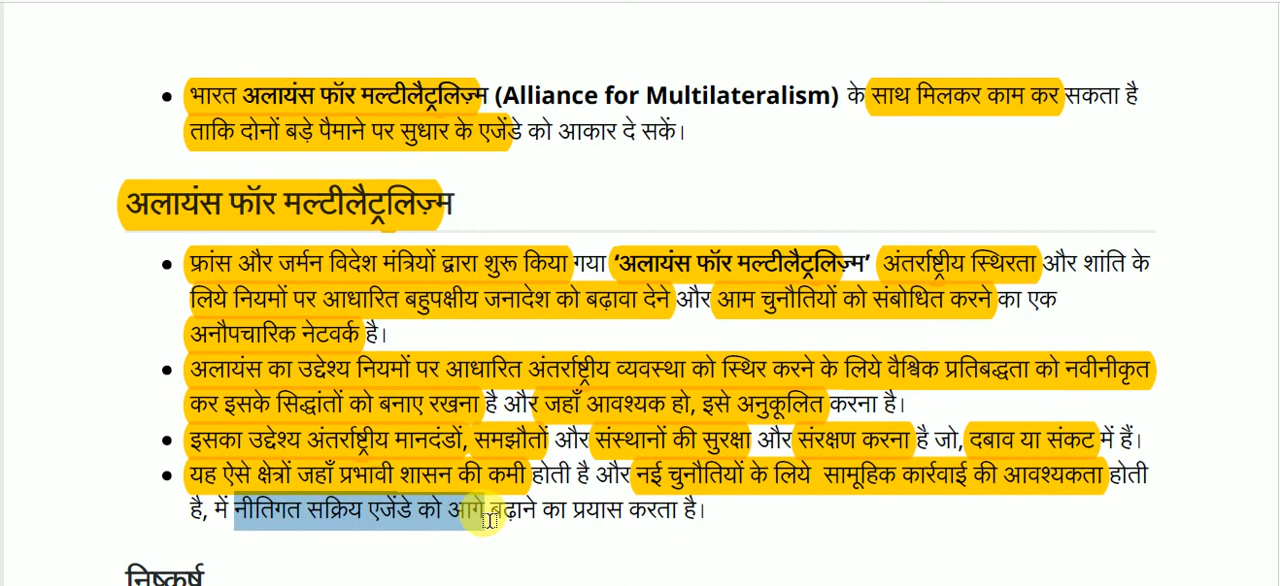 भारत अलायंस फॉर मल्टीलैट्रलिज़्म (Alliance for Multilateralism) के साथ मिलकर काम कर सकता है
ताकि दोनों बड़े पैमाने पर सुधार के एजेंडे को आकार दे सकें।
अलायंस फॉर मल्टीलैट्रलिज़्म
फ्रांस और जर्मन विदेश मंत्रियों द्वारा शुरू किया गया ‘अलायंस फॉर मल्टीलैट्रलिज़्म’ अंतर्राष्ट्रीय स्थिरता और शांति के
लिये नियमों पर आधारित बहुपक्षीय जनादेश को बढ़ावा देने और आम चुनौतियों को संबोधित करने का एक
अनौपचारिक नेटवर्क है।
अलायंस का उद्देश्य नियमों पर आधारित अंतर्राष्ट्रीय व्यवस्था को स्थिर करने के लिये वैश्विक प्रतिबद्धता को नवीनीकृत
कर इसके सिद्धांतों को बनाए रखना है और जहाँ आवश्यक हो, इसे अनुकूलित करना है।
इसका उद्देश्य अंतर्राष्ट्रीय मानदंडों, समझौतों और संस्थानों की सुरक्षा और संरक्षण करना है जो, दबाव या संकट में हैं।
यह ऐसे क्षेत्रों जहाँ प्रभावी शासन की कमी होती है और नई चुनौतियों के लिये सामूहिक कार्रवाई की आवश्यकता होती
है, में नीतिगत सक्रिय एजेंडे को आगे बढ़ाने का प्रयास करता है।
निष्कर्ष